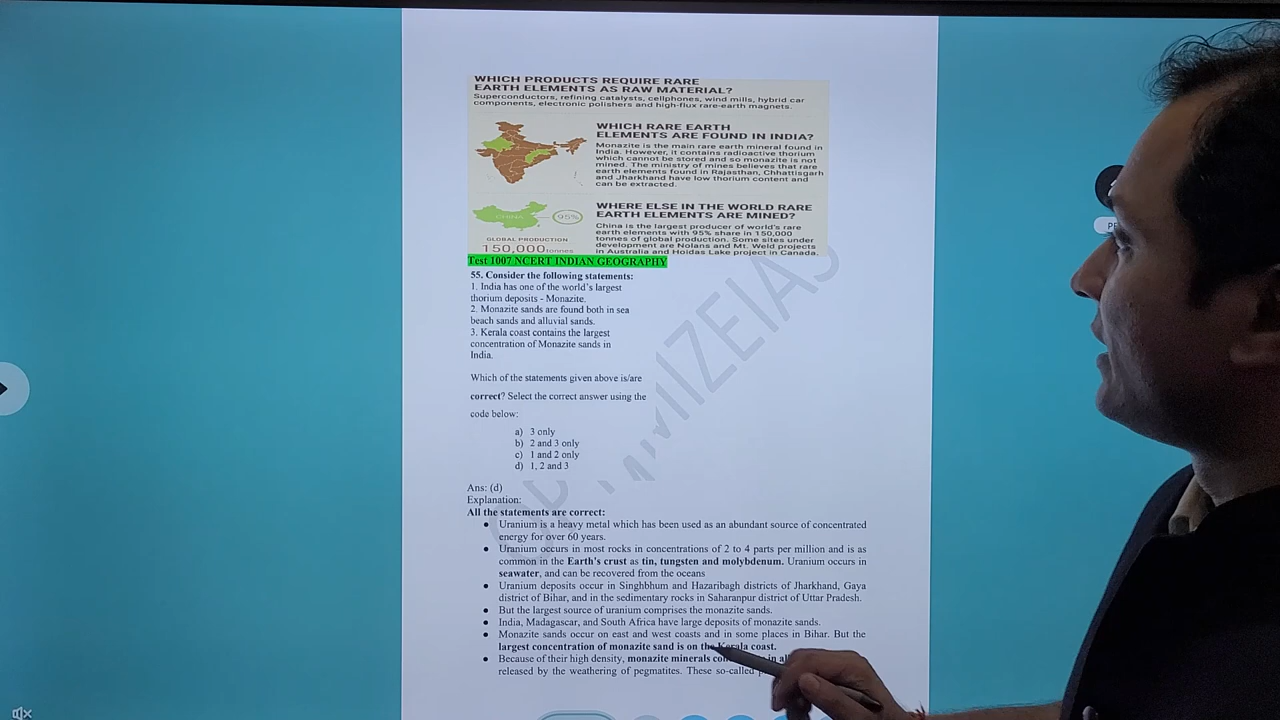 WHICH PRODUCTS REQUIRE RARE
EARTH ELEMENTS AS RAW MATERIAL?
Superconductors, refining catalysts, cellphones, wind mills, hybrid car
components, electronic polishers and high-flux rare-earth magnets.
WHICH RARE EARTH
ELEMENTS ARE FOUND IN INDIA?
Monazite is the main rare earth mineral found in
India. However, it contains radioactive thorium
which cannot be stored and so monazite is not
mined. The ministry of mines believes that rare
earth elements found in Rajasthan, Chhattisgarh
and Jharkhand have low thorium content and
can be extracted.
CHINA
95%
GLOBAL PRODUCTION
150,000tonnes
WHERE ELSE IN THE WORLD RARE
EARTH ELEMENTS ARE MINED?
China is the largest producer of world's rare
earth elements with 95% share in 150,000
tonnes of global production. Some sites under
development are Nolans and Mt. Weld projects
in Australia and Hoidas Lake project in Canada.
Test 1007 NCERT INDIAN GEOGRAPHY
55. Consider the following statements:
1. India has one of the world's largest
thorium deposits - Monazite.
2. Monazite sands are found both in sea
beach sands and alluvial sands.
3. Kerala coast contains the largest
concentration of Monazite sands in
India.
Which of the statements given above is/are
correct? Select the correct answer using the
code below:
a) 3 only
b) 2 and 3 only
c) 1 and 2 only
d) 1, 2 and 3
Ans: (d)
Explanation:
All the statements are correct:
● Uranium is a heavy metal which has been used as an abundant source of concentrated
energy for over 60 years.
● Uranium occurs in most rocks in concentrations of 2 to 4 parts per million and is as
common in the Earth's crust as tin, tungsten and molybdenum. Uranium occurs in
seawater, and can be recovered from the oceans
● Uranium deposits occur in Singhbhum and Hazaribagh districts of Jharkhand, Gaya
district of Bihar, and in the sedimentary rocks in Saharanpur district of Uttar Pradesh.
● But the largest source of uranium comprises the monazite sands.
● India, Madagascar, and South Africa have large deposits of monazite sands.
● Monazite sands occur on east and west coasts and in some places in Bihar. But the
largest concentration of monazite sand is on the Kerala coast.
● Because of their high density, monazite minerals in
released by the weathering of pegmatites. These so-called